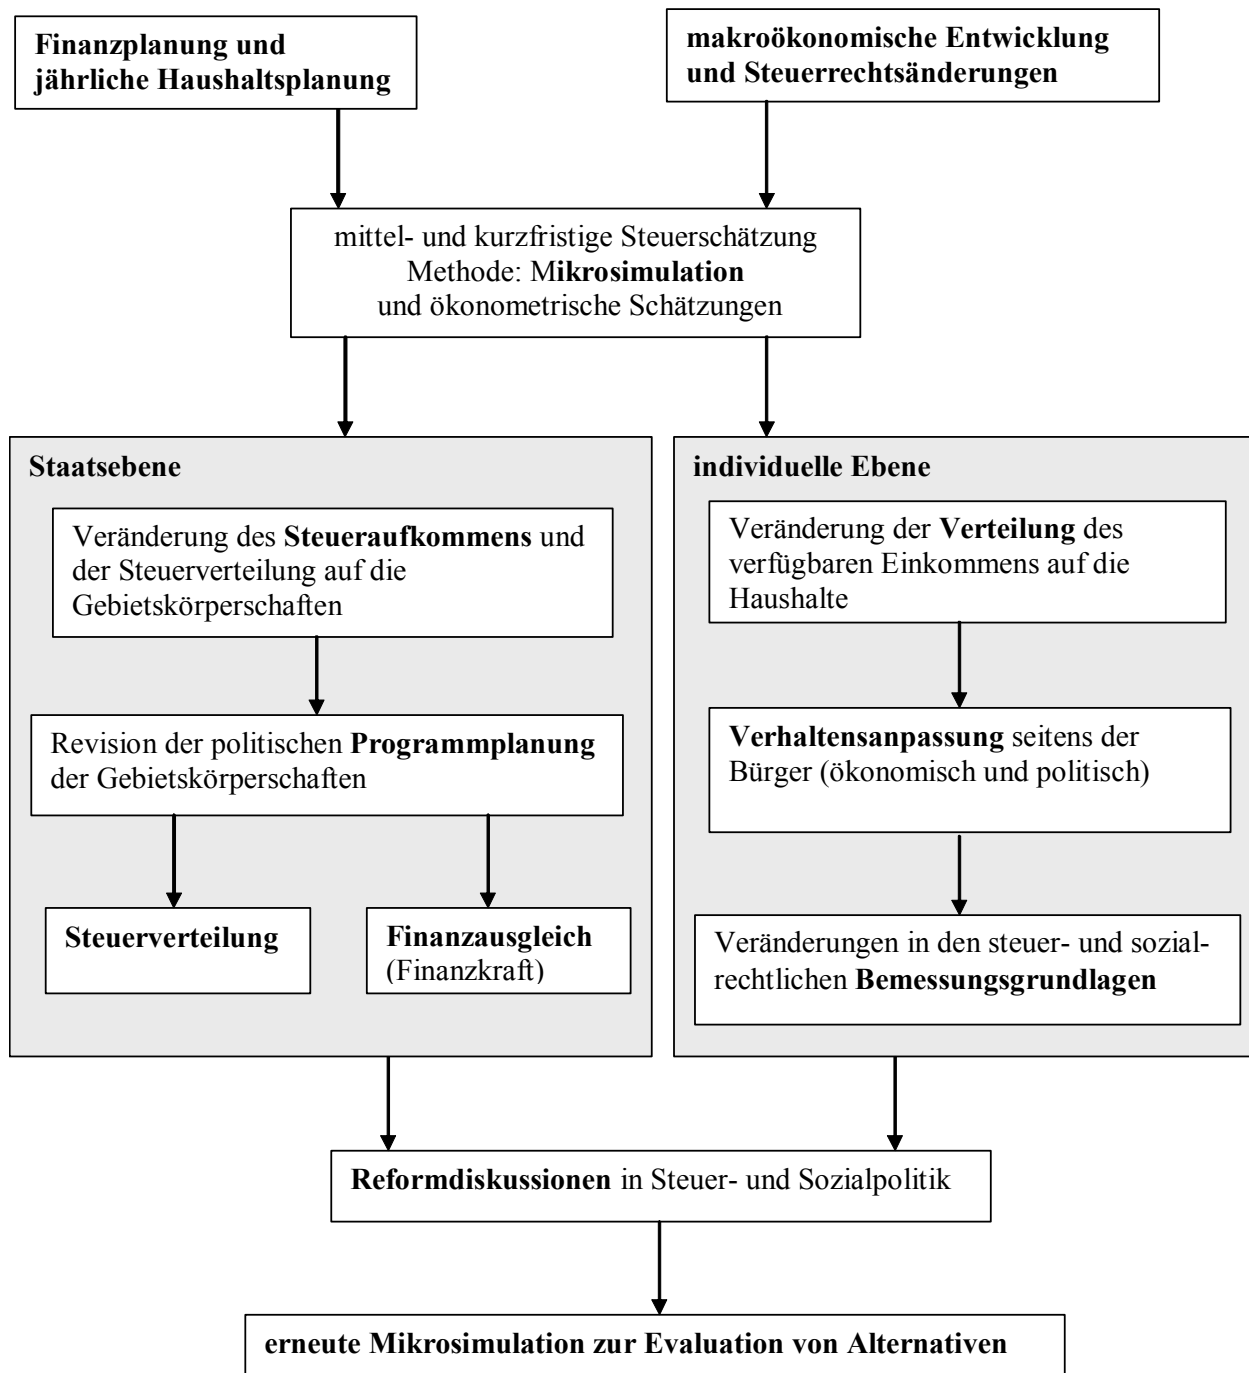 Finanzplanung und
jährliche Haushaltsplanung
makroökonomische Entwicklung
und Steuerrechtsänderungen
mittel- und kurzfristige Steuerschätzung
Methode: Mikrosimulation
und ökonometrische Schätzungen
Staatsebene
Veränderung des Steueraufkommens und
der Steuerverteilung auf die
Gebietskörperschaften
Revision der politischen Programmplanung
der Gebietskörperschaften
Steuerverteilung
Finanzausgleich
(Finanzkraft)
individuelle Ebene
Veränderung der Verteilung des
verfügbaren Einkommens auf die
Haushalte
Verhaltensanpassung seitens der
Bürger (ökonomisch und politisch)
Veränderungen in den steuer- und sozial-
rechtlichen Bemessungsgrundlagen
Reformdiskussionen in Steuer- und Sozialpolitik
erneute Mikrosimulation zur Evaluation von Alternativen